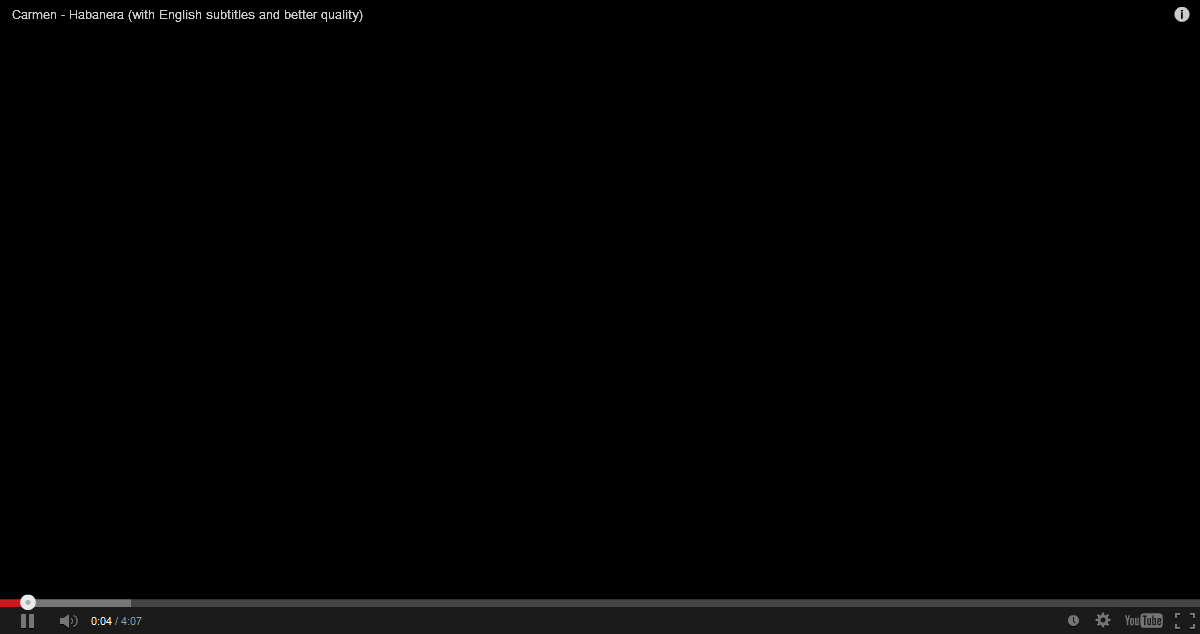 Carmen - Habanera (with English subtitles and better quality)
0:04 / 4:07
YouTube